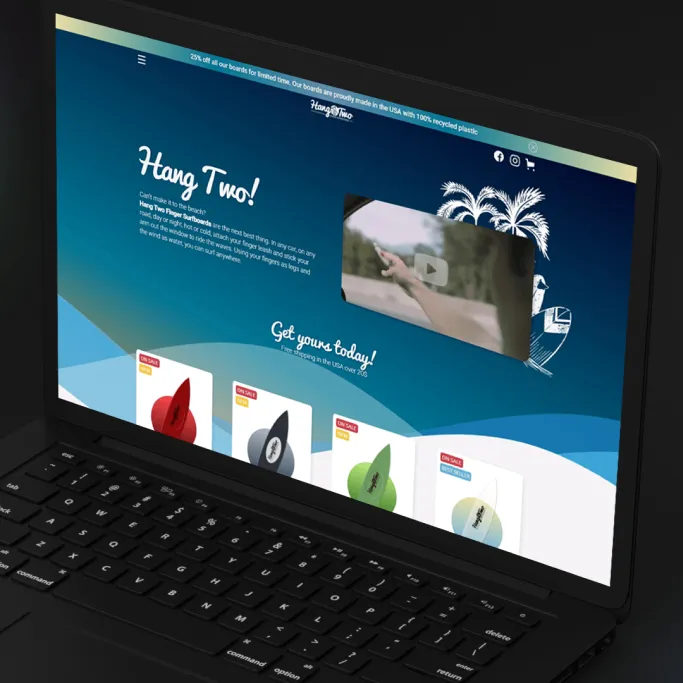 25% off all our boards for limited time. Our boards are proudly made in the USA with 100% recycled plastic
Hang Two
Hang Two!
Can't make it to the beach?
Hang Two Finger Surfboards are the next best thing. In any car, on any
road, day or night; hot or cold, attach your finger leash and stick your
arm out the window to ride the waves. Using your fingers as legs and
the wind as water, you can surf anywhere.
Get yours today!
Free shipping in the USA over 20$
ON SALE
NEW
ON SALE
NEW
ON SALE
NEW
ON SALE
BEST SELLER
HangTwo
HangTwo
esc
! @ # $ % ^ & * ( ) _ +
tab Q W E R T Y U I O P delete
A S D F G H J K L return
enter
Z X C V B N M
command
command
alt
option